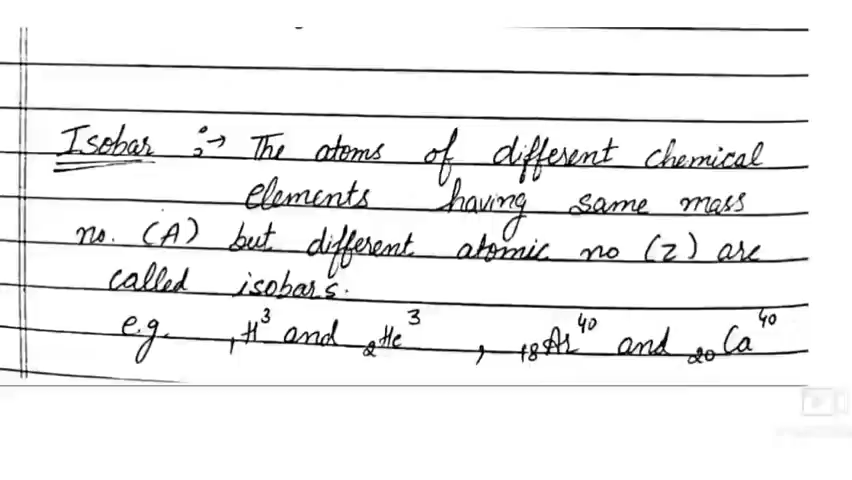 Isobar :→ The atoms of different chemical
elements having same mass
no. (A) but different atomic no (Z) are
called isobars.
e.g. ₁H³ and ₂He³ , ₁₈Ar⁴⁰ and ₂₀Ca⁴⁰